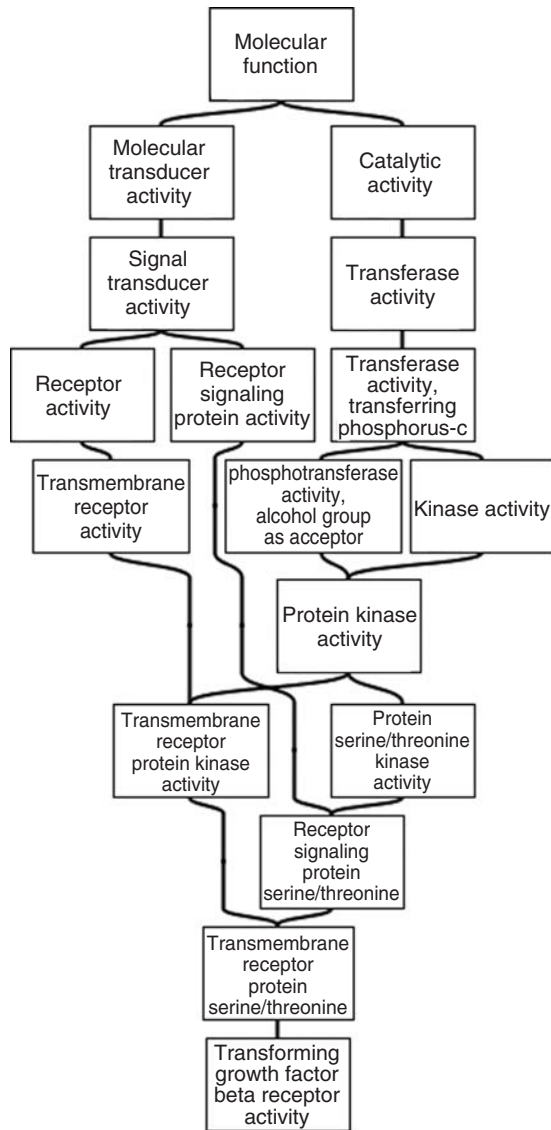 Molecular
function
Molecular
transducer
activity
Catalytic
activity
Signal
transducer
activity
Transferase
activity
Receptor
activity
Receptor
signaling
protein activity
Transferase
activity,
transferring
phosphorus-c
Transmembrane
receptor
activity
phosphotransferase
activity,
alcohol group
as acceptor
Kinase activity
Protein kinase
activity
Transmembrane
receptor
protein kinase
activity
Protein
serine/threonine
kinase
activity
Receptor
signaling
protein
serine/threonine
Transmembrane
receptor
protein
serine/threonine
Transforming
growth factor
beta receptor
activity